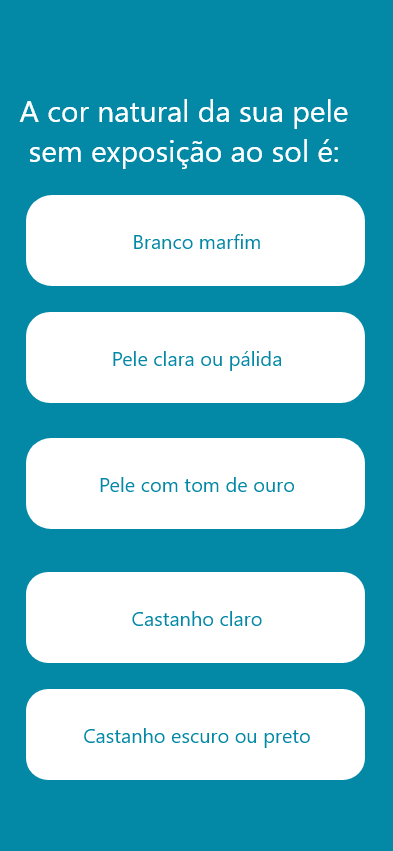 A cor natural da sua pele
sem exposição ao sol é:
Branco marfim
Pele clara ou pálida
Pele com tom de ouro
Castanho claro
Castanho escuro ou preto